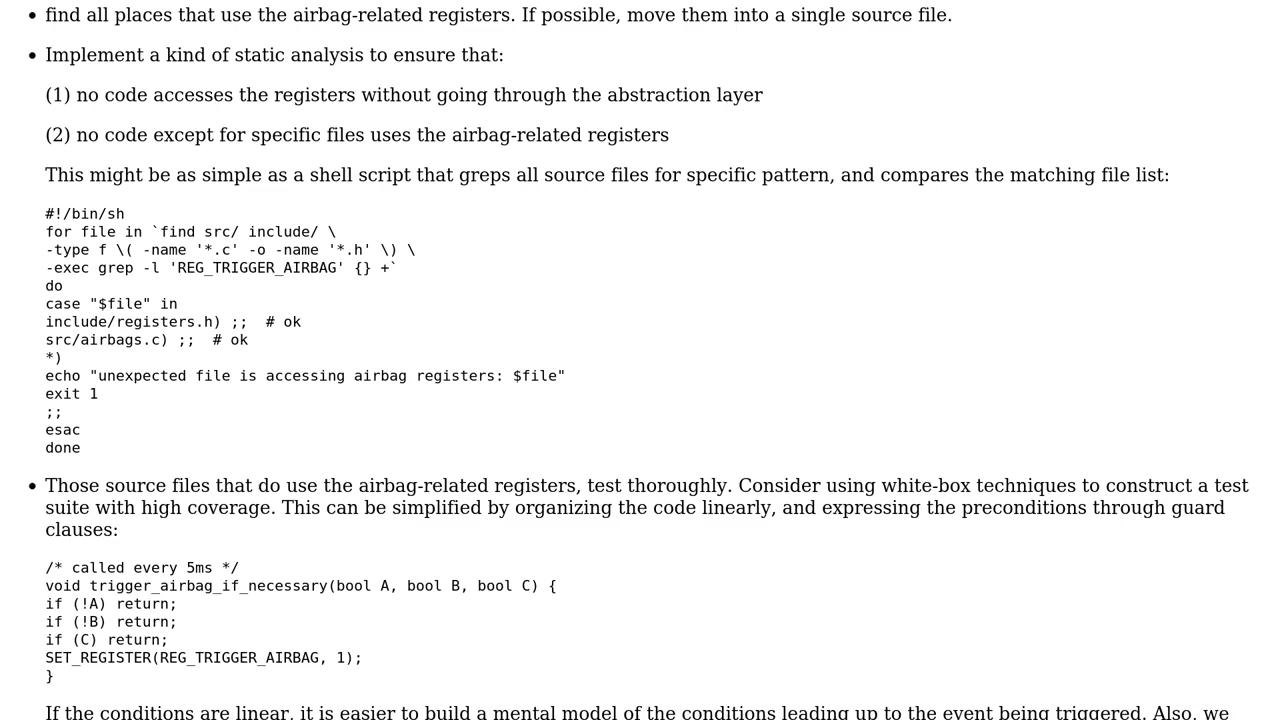 • find all places that use the airbag-related registers. If possible, move them into a single source file.
• Implement a kind of static analysis to ensure that:
(1) no code accesses the registers without going through the abstraction layer
(2) no code except for specific files uses the airbag-related registers
This might be as simple as a shell script that greps all source files for specific pattern, and compares the matching file list:
#!/bin/sh
for file in `find src/ include/ \
-type f \( -name '*.c' -o -name '*.h' \) \
-exec grep -l 'REG_TRIGGER_AIRBAG' {} +`
do
case "$file" in
include/registers.h) ;;  # ok
src/airbags.c) ;;  # ok
*)
echo "unexpected file is accessing airbag registers: $file"
exit 1
;;
esac
done
• Those source files that do use the airbag-related registers, test thoroughly. Consider using white-box techniques to construct a test
suite with high coverage. This can be simplified by organizing the code linearly, and expressing the preconditions through guard
clauses:
/* called every 5ms */
void trigger_airbag_if_necessary(bool A, bool B, bool C) {
if (!A) return;
if (!B) return;
if (C) return;
SET_REGISTER(REG_TRIGGER_AIRBAG, 1);
}
If the conditions are linear, it is easier to build a mental model of the conditions leading up to the event being triggered. Also, we